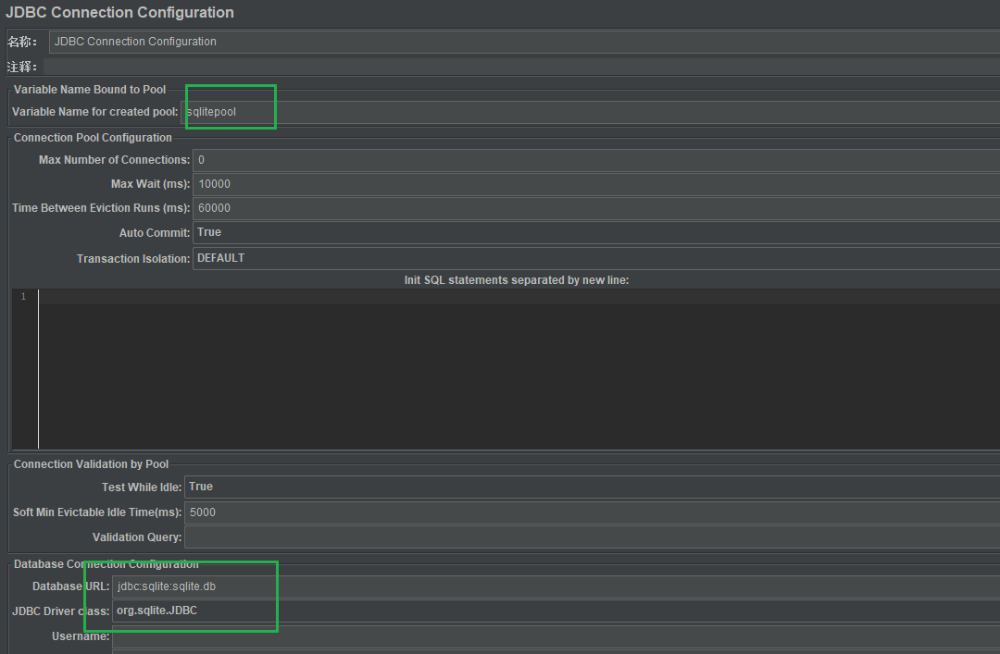 JDBC Connection Configuration
名称： JDBC Connection Configuration
注释：
Variable Name Bound to Pool
Variable Name for created pool: sqlitepool
Connection Pool Configuration
Max Number of Connections: 0
Max Wait (ms): 10000
Time Between Eviction Runs (ms): 60000
Auto Commit: True
Transaction Isolation: DEFAULT
Init SQL statements separated by new line:
1
Connection Validation by Pool
Test While Idle: True
Soft Min Evictable Idle Time(ms): 5000
Validation Query:
Database Connection Configuration
Database URL: jdbc:sqlite:sqlite.db
JDBC Driver class: org.sqlite.JDBC
Username: